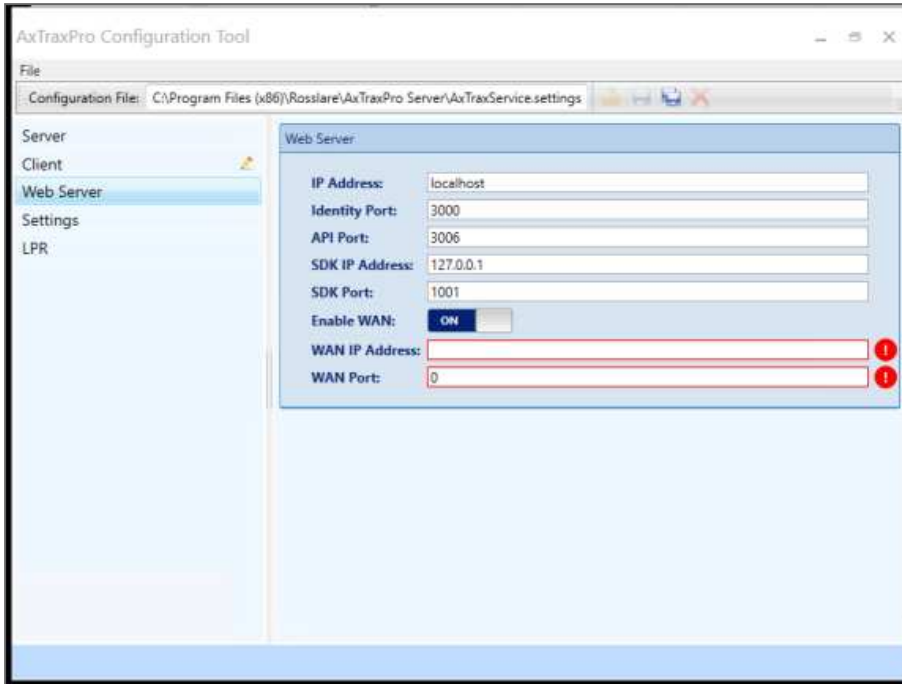 AxTraxPro Configuration Tool
File
Configuration File: C:\Program Files (x86)\Rosslare\AxTraxPro Server\AxTraxService.settings
Server
Client
Web Server
Settings
LPR
Web Server
IP Address: localhost
Identity Port: 3000
API Port: 3006
SDK IP Address: 127.0.0.1
SDK Port: 1001
Enable WAN: ON
WAN IP Address: !
WAN Port: 0 !